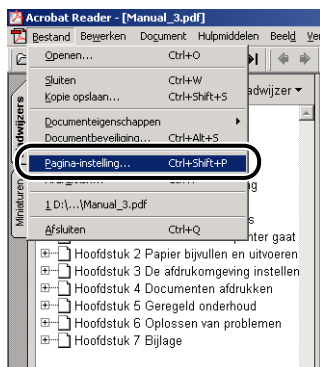 Acrobat Reader - [Manual_3.pdf]
Bestand Bewerken Document Hulpmiddelen Beeld
Openen... Ctrl+O
Sluiten Ctrl+W
Kopie opslaan... Ctrl+Shift+S
Documenteigenschappen
Documentbeveiliging... Ctrl+Alt+S
Pagina-instelling... Ctrl+Shift+P
1 D:\...\Manual_3.pdf
Afsluiten Ctrl+Q
Miniaturen
Hoofdstuk 2 Papier bijvullen en uitvoeren
Hoofdstuk 3 De afdrukomgeving instellen
Hoofdstuk 4 Documenten afdrukken
Hoofdstuk 5 Geregeld onderhoud
Hoofdstuk 6 Oplossen van problemen
Hoofdstuk 7 Bijlage